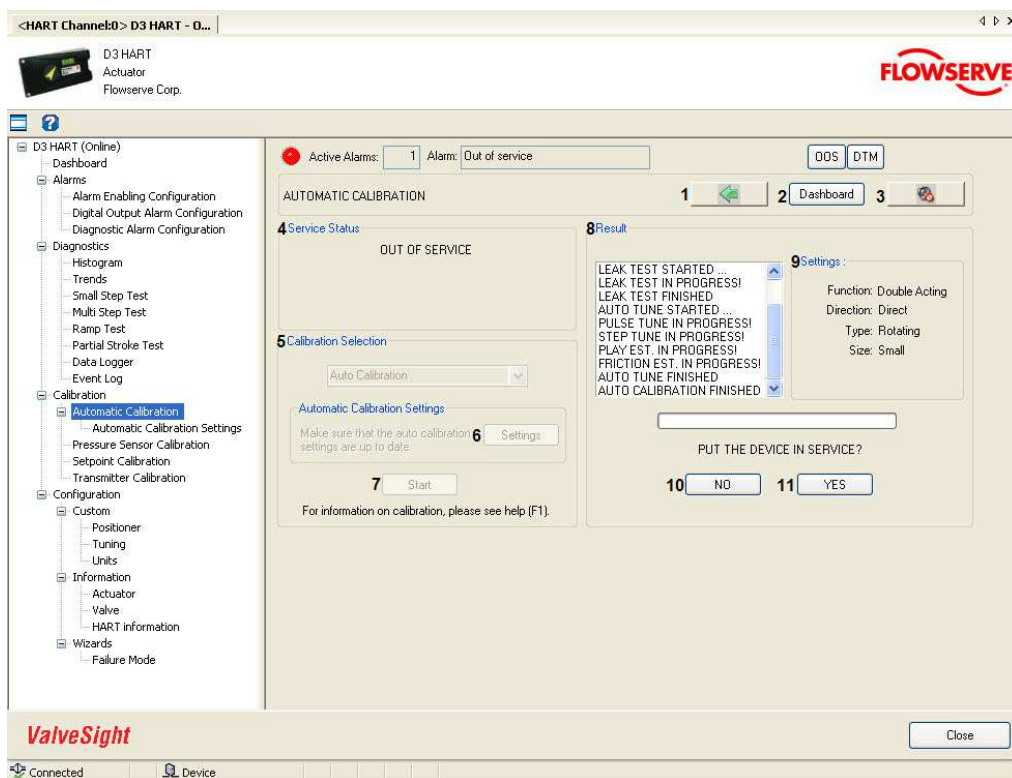 <HART Channel:0> D3 HART - O...
D3 HART
Actuator
Flowserve Corp.
FLOWSERVE
D3 HART (Online)
Dashboard
Alarms
Alarm Enabling Configuration
Digital Output Alarm Configuration
Diagnostic Alarm Configuration
Diagnostics
Histogram
Trends
Small Step Test
Multi Step Test
Ramp Test
Partial Stroke Test
Data Logger
Event Log
Calibration
Automatic Calibration
Automatic Calibration Settings
Pressure Sensor Calibration
Setpoint Calibration
Transmitter Calibration
Configuration
Custom
Positioner
Tuning
Units
Information
Actuator
Valve
HART information
Wizards
Failure Mode
Active Alarms: 1 Alarm: Out of service OOS DTM
AUTOMATIC CALIBRATION 1 2 Dashboard 3
4 Service Status
OUT OF SERVICE
5 Calibration Selection
Auto Calibration
Automatic Calibration Settings
Make sure that the auto calibration 6 Settings
settings are up to date.
7 Start
For information on calibration, please see help (F1).
8 Result
LEAK TEST STARTED ...
LEAK TEST IN PROGRESS!
LEAK TEST FINISHED
AUTO TUNE STARTED ...
PULSE TUNE IN PROGRESS!
STEP TUNE IN PROGRESS!
PLAY EST. IN PROGRESS!
FRICTION EST. IN PROGRESS!
AUTO TUNE FINISHED
AUTO CALIBRATION FINISHED
9 Settings :
Function: Double Acting
Direction: Direct
Type: Rotating
Size: Small
PUT THE DEVICE IN SERVICE?
10 NO 11 YES
ValveSight Close
Connected Device